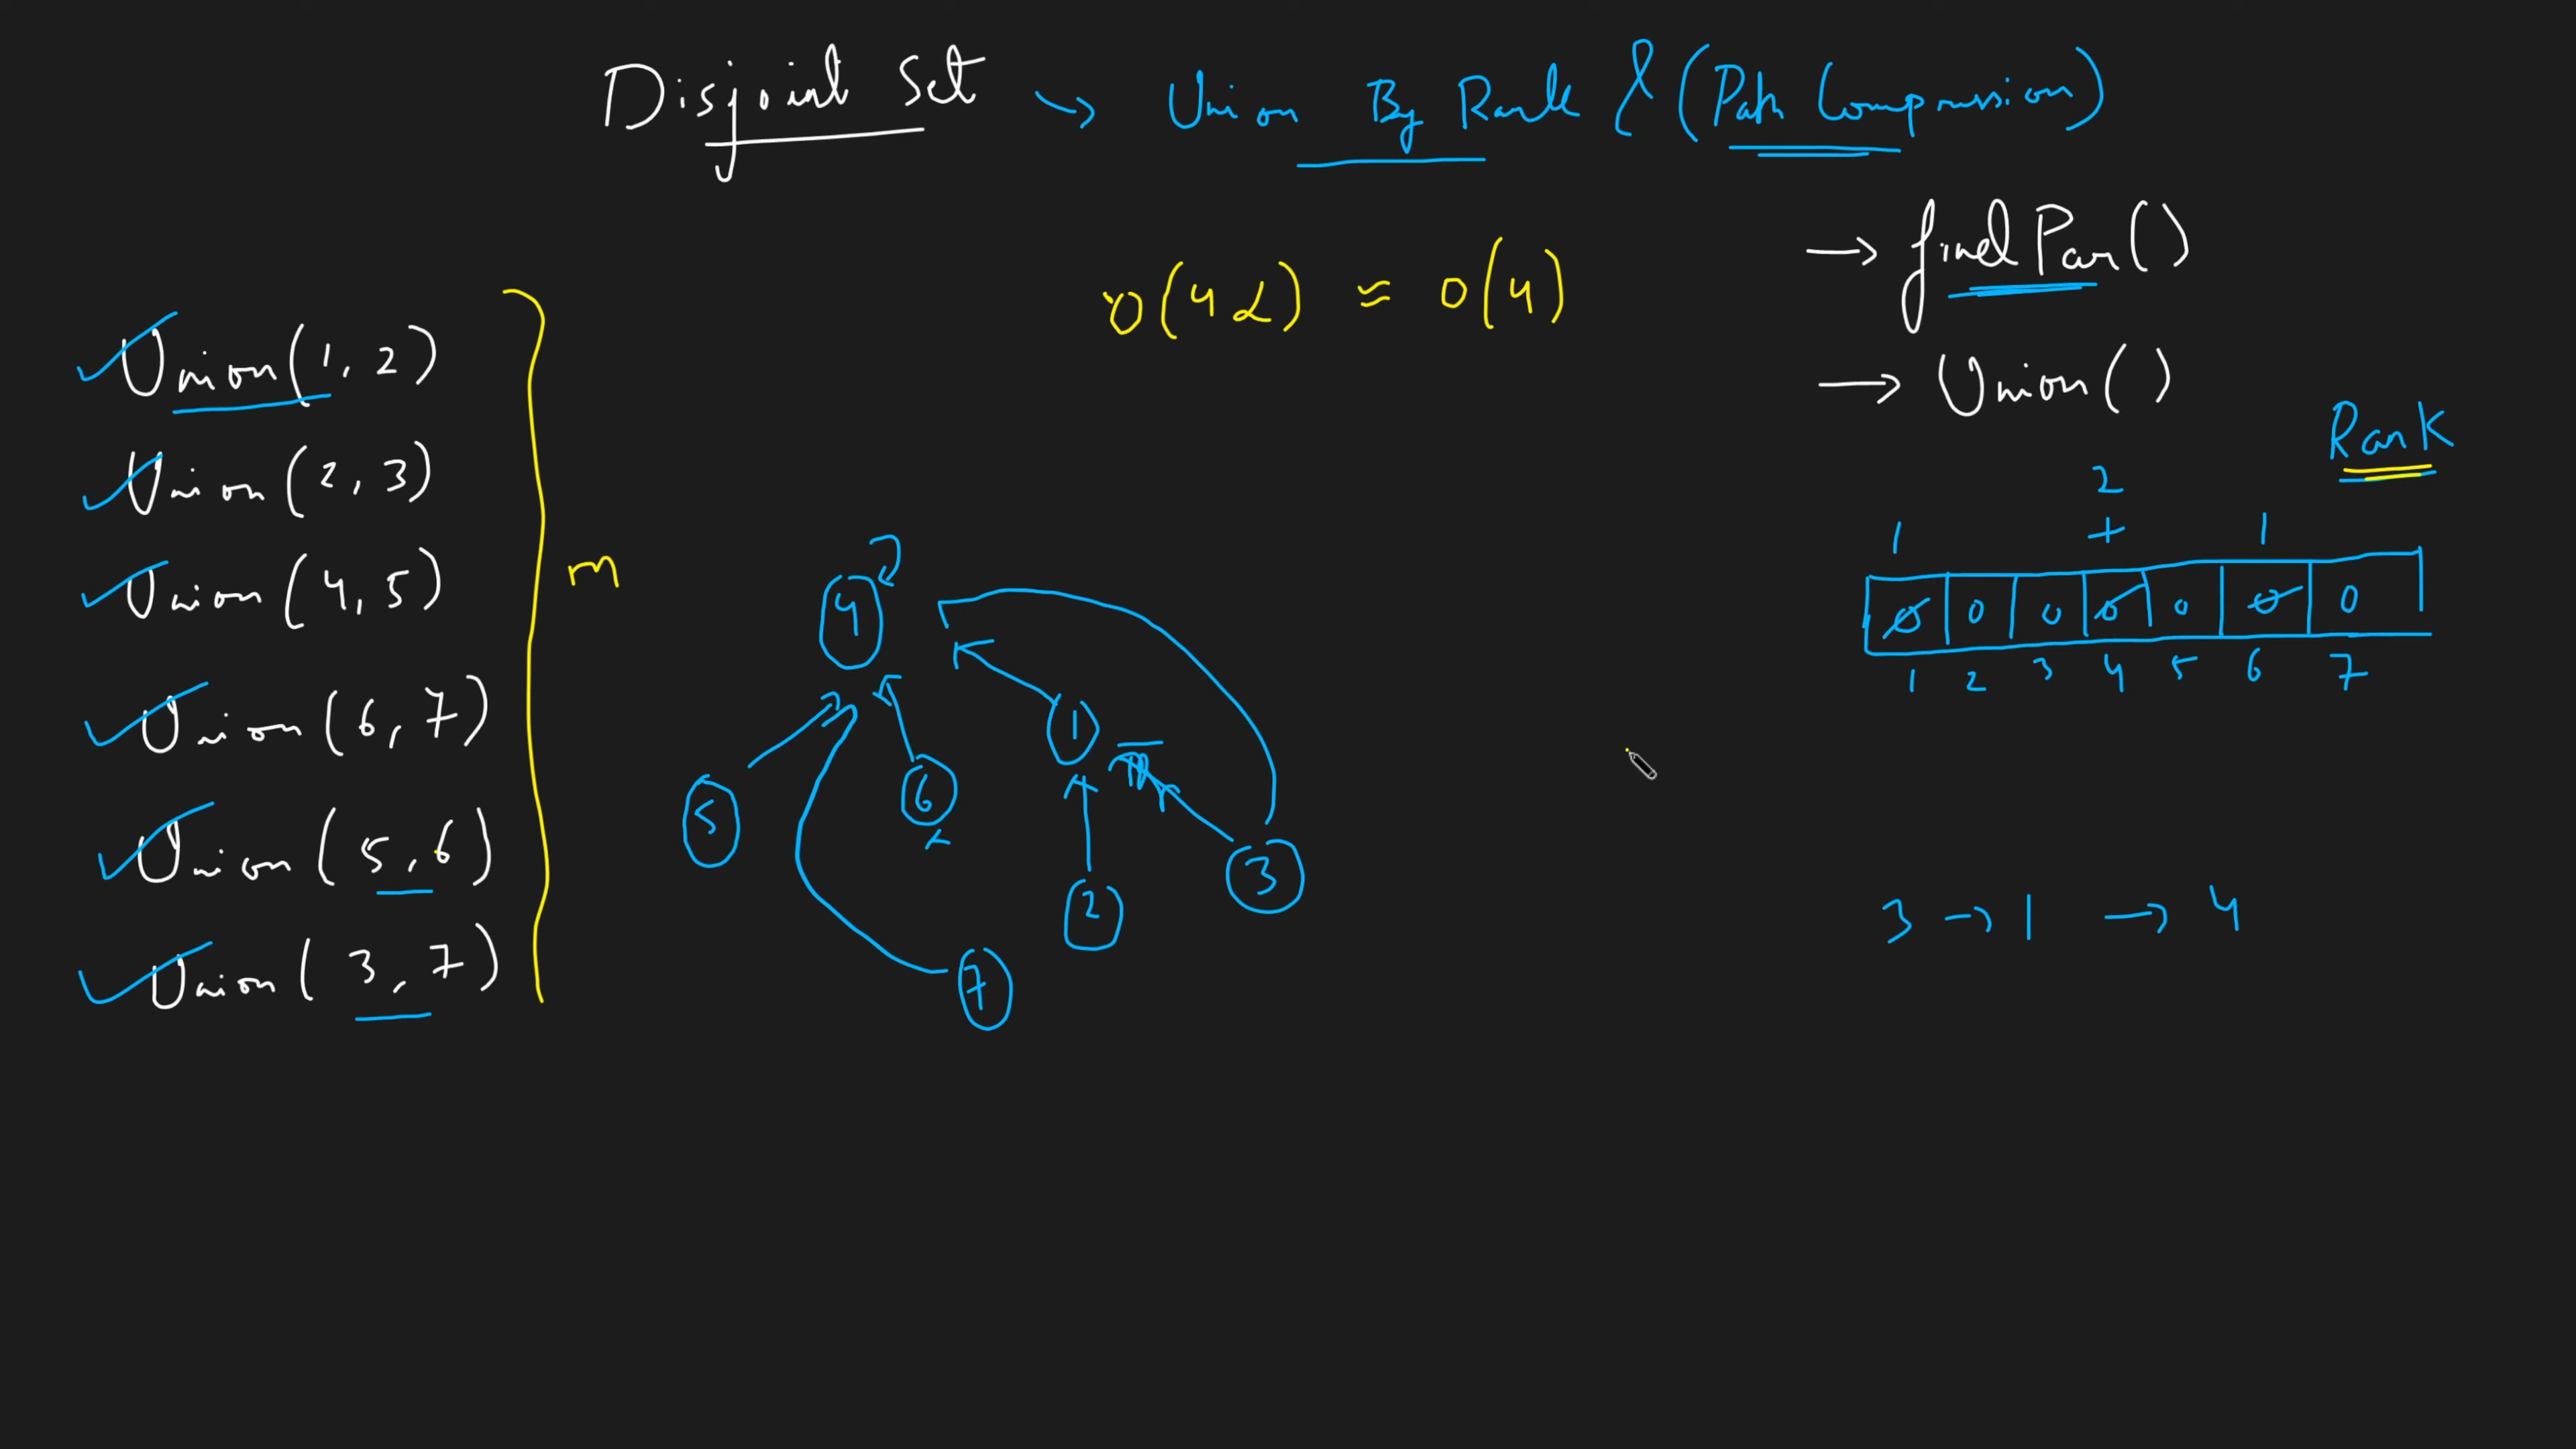 Disjoint Set → Union By Rank & (Path Compression)
→ findPar()
O(4α) ≈ O(4)
→ Union()
Union(1, 2)
Union(2, 3)
Union(4, 5)
Union(6, 7)
Union(5, 6)
Union(3, 7)
m
Rank
2
1 1 1
0 0 0 0 0 0 0
1 2 3 4 5 6 7
4
1
5 6
2 3
7
3 → 1 → 4